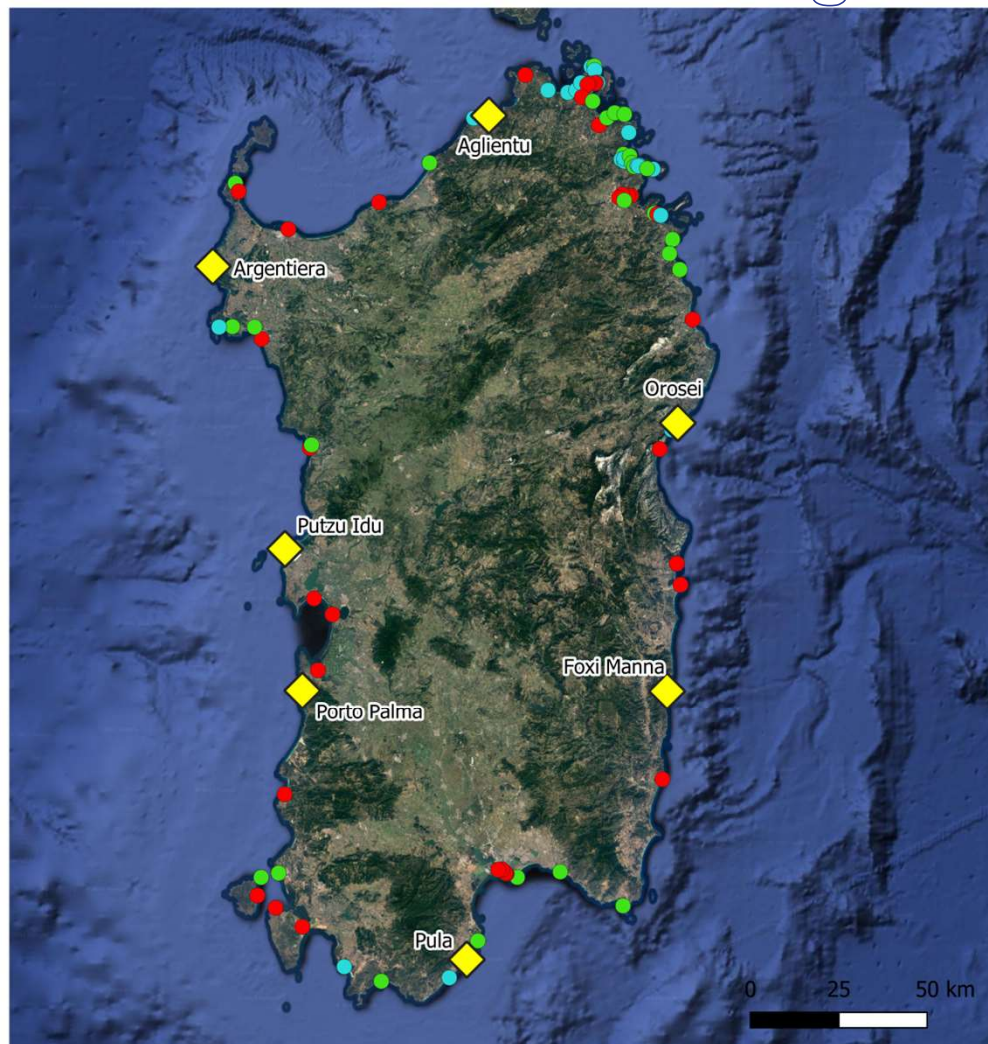 Aglientu
Argentiera
Orosei
Putzu Idu
Foxi Manna
Porto Palma
Pula
0 25 50 km